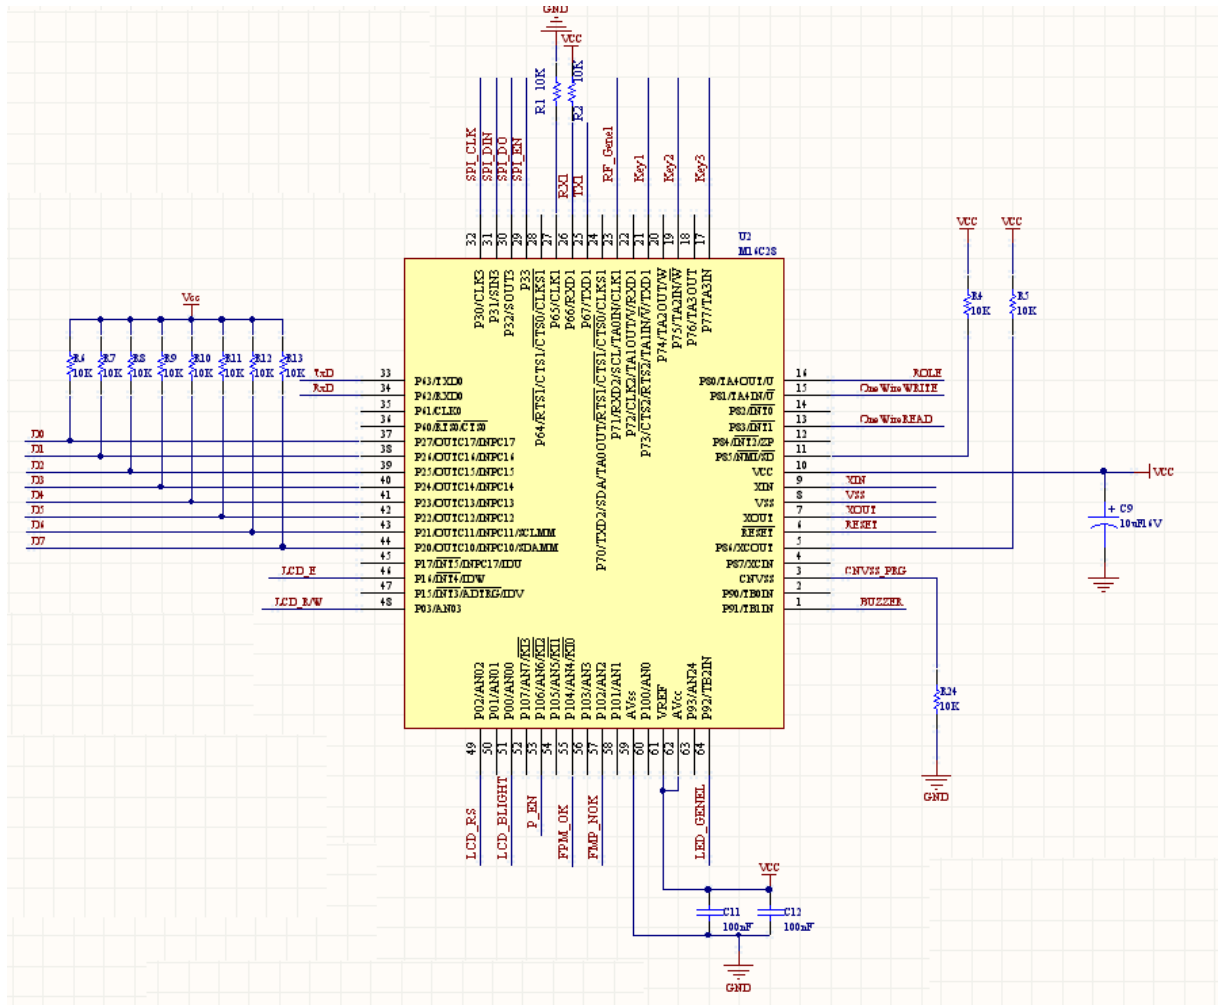 GND
VCC
R1 10K
10K
R2
SPI_CLK
SPI_DIN
SPI_DO
SPI_EN
RX1
TX1
RF_Genel
Key1
Key2
Key3
32
31
30
29
28
27
26
25
24
23
22
21
20
19
18
17
U2
M16C28
P30/CLK3
P31/SIN3
P32/SOUT3
P33
P64/RTS1/CTS1/CTS0/CLKS1
P65/CLK1
P66/RXD1
P67/TXD1
P70/TXD2/SDA/TA0OUT/RTS1/CTS1/CTS0/CLKS1
P71/RXD2/SCL/TA0IN/CLK1
P72/CLK2/TA1OUT/V/RXD1
P73/CTS2/RTS2/TA1IN/V/TXD1
P74/TA2OUT/W
P75/TA2IN/W
P76/TA3OUT
P77/TA3IN
VCC
VCC
R4
10K
R5
10K
Vcc
R6
10K
R7
10K
R8
10K
R9
10K
R10
10K
R11
10K
R12
10K
R13
10K
TxD
RxD
D0
D1
D2
D3
D4
D5
D6
D7
LCD_E
LCD_R/W
33
34
35
36
37
38
39
40
41
42
43
44
45
46
47
48
P63/TXD0
P62/RXD0
P61/CLK0
P60/RTS0/CTS0
P27/OUTC17/INPC17
P26/OUTC16/INPC16
P25/OUTC15/INPC15
P24/OUTC14/INPC14
P23/OUTC13/INPC13
P22/OUTC12/INPC12
P21/OUTC11/INPC11/SCLMM
P20/OUTC10/INPC10/SDAMM
P17/INT5/INPC17/IDU
P16/INT4/IDW
P15/INT3/ADTRG/IDV
P03/AN03
P80/TA4OUT/U
P81/TA4IN/U
P82/INT0
P83/INT1
P84/INT2/ZP
P85/NMI/SD
VCC
XIN
VSS
XOUT
RESET
P86/XCOUT
P87/XCIN
CNVSS
P90/TB0IN
P91/TB1IN
16
15
14
13
12
11
10
9
8
7
6
5
4
3
2
1
ROLE
OneWireWRITE
OneWireREAD
VCC
XIN
VSS
XOUT
RESET
CNVSS_PRG
BUZZER
+ C9
10uF16V
R24
10K
GND
P02/AN02
P01/AN01
P00/AN00
P107/AN7/KI3
P106/AN6/KI2
P105/AN5/KI1
P104/AN4/KI0
P103/AN3
P102/AN2
P101/AN1
AVss
P100/AN0
VREF
AVcc
P93/AN24
P92/TB2IN
49
50
51
52
53
54
55
56
57
58
59
60
61
62
63
64
LCD_RS
LCD_BLIGHT
P_EN
FPM_OK
FMP_NOK
LED_GENEL
VCC
C11
100nF
C12
100nF
GND